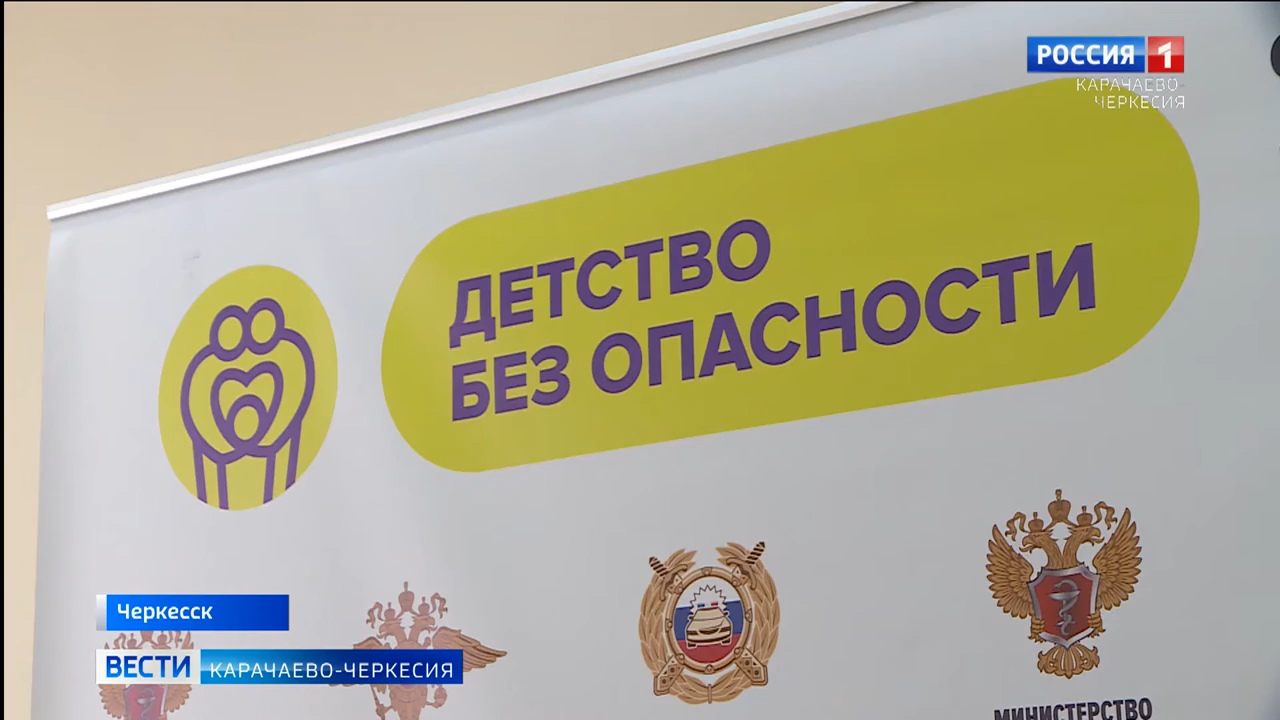 РОССИЯ 1
КАРАЧАЕВО-
ЧЕРКЕСИЯ
ДЕТСТВО
БЕЗ ОПАСНОСТИ
Черкесск
ВЕСТИ КАРАЧАЕВО-ЧЕРКЕСИЯ
МИНИСТЕРСТВО